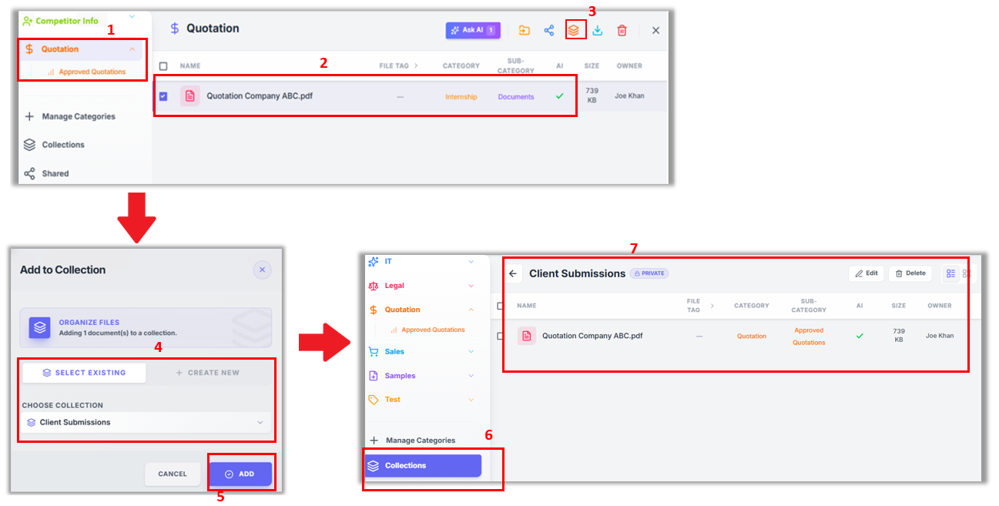 Competitor Info
1
Quotation
Approved Quotations
Manage Categories
Collections
Shared
$ Quotation
Ask AI 1
3
2
NAME
FILE TAG >
CATEGORY
SUB-
CATEGORY
AI
SIZE
OWNER
Quotation Company ABC.pdf
—
Internship
Documents
739
KB
Joe Khan
Add to Collection
ORGANIZE FILES
Adding 1 document(s) to a collection.
4
SELECT EXISTING
+ CREATE NEW
CHOOSE COLLECTION
Client Submissions
CANCEL
ADD
5
IT
Legal
$ Quotation
Approved Quotations
Sales
Samples
Test
+ Manage Categories
6
Collections
7
Client Submissions
PRIVATE
Edit
Delete
NAME
FILE
TAG >
CATEGORY
SUB-
CATEGORY
AI
SIZE
OWNER
Quotation Company ABC.pdf
—
Quotation
Approved
Quotations
739
KB
Joe Khan